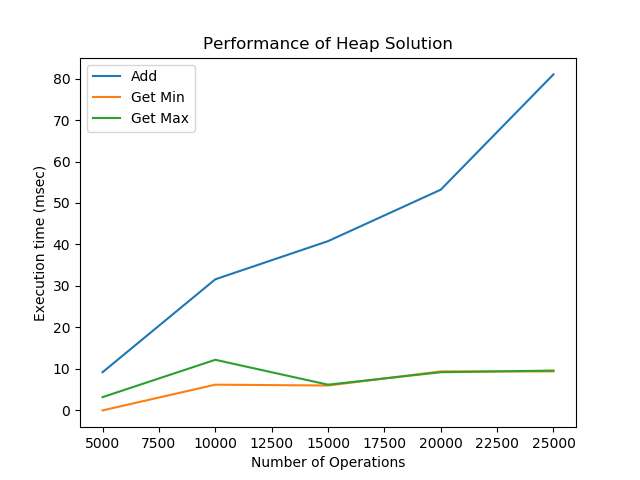 Performance of Heap Solution
Add
Get Min
Get Max
Execution time (msec)
80
70
60
50
40
30
20
10
0
5000 7500 10000 12500 15000 17500 20000 22500 25000
Number of Operations